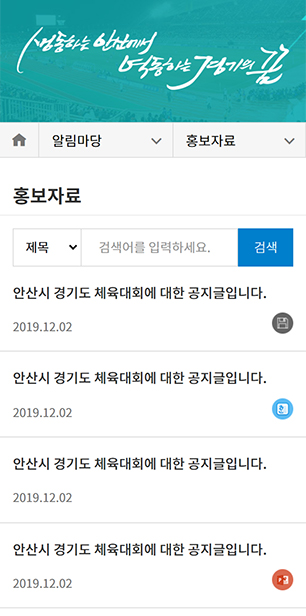 생동하는 안산에서
역동하는 경기의 꿈
알림마당
홍보자료
홍보자료
제목
검색어를 입력하세요.
검색
안산시 경기도 체육대회에 대한 공지글입니다.
2019.12.02
안산시 경기도 체육대회에 대한 공지글입니다.
2019.12.02
안산시 경기도 체육대회에 대한 공지글입니다.
2019.12.02
안산시 경기도 체육대회에 대한 공지글입니다.
2019.12.02